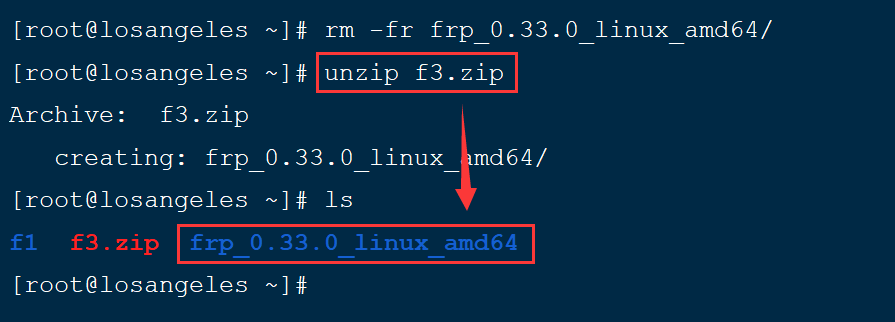 [root@losangeles ~]# rm -fr frp_0.33.0_linux_amd64/
[root@losangeles ~]# unzip f3.zip
Archive:  f3.zip
   creating: frp_0.33.0_linux_amd64/
[root@losangeles ~]# ls
f1  f3.zip  frp_0.33.0_linux_amd64
[root@losangeles ~]#